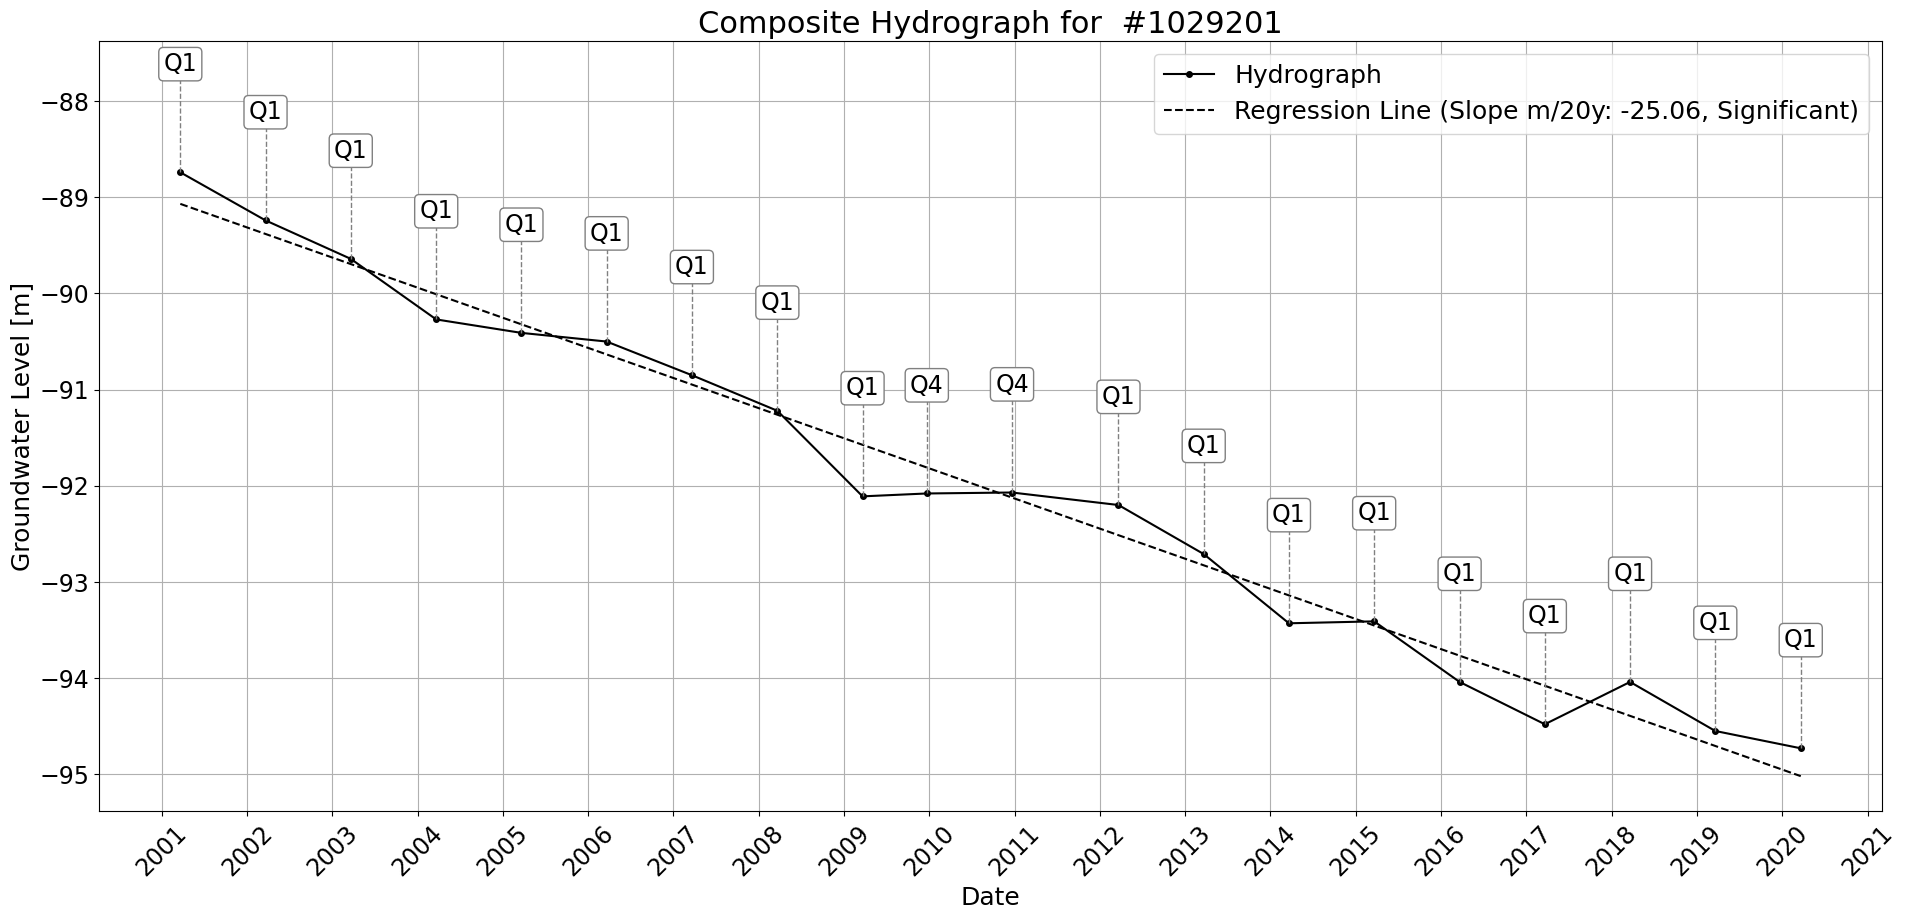 Composite Hydrograph for  #1029201
Hydrograph
Regression Line (Slope m/20y: -25.06, Significant)
Q1
Q1
Q1
Q1
Q1
Q1
Q1
Q1
Q1
Q4
Q4
Q1
Q1
Q1
Q1
Q1
Q1
Q1
Q1
Q1
Groundwater Level [m]
−88
−89
−90
−91
−92
−93
−94
−95
2001
2002
2003
2004
2005
2006
2007
2008
2009
2010
2011
2012
2013
2014
2015
2016
2017
2018
2019
2020
2021
Date